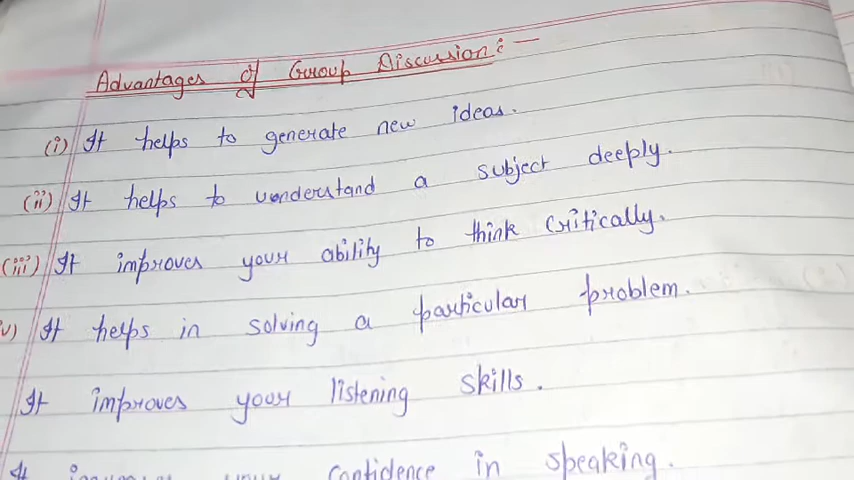 Advantages of Group Discussion :-
(i) It helps to generate new ideas.
(ii) It helps to understand a subject deeply.
(iii) It improves your ability to think critically.
v) It helps in solving a particular problem.
It improves your listening skills.
It your confidence in speaking.